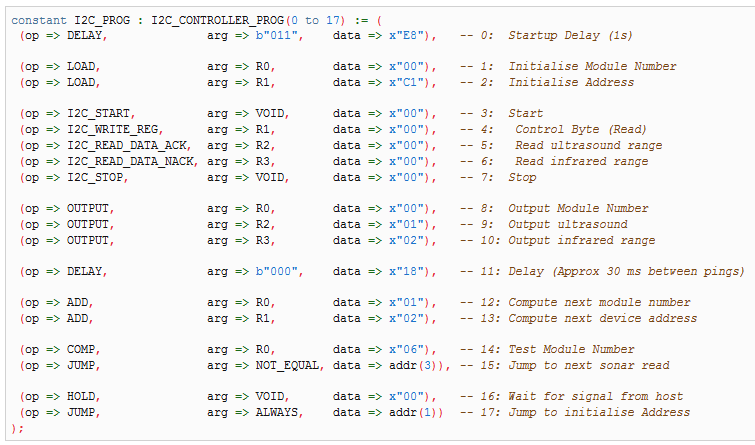 constant I2C_PROG : I2C_CONTROLLER_PROG(0 to 17) := (
(op => DELAY, arg => b"011", data => x"E8"), -- 0: Startup Delay (1s)
(op => LOAD, arg => R0, data => x"00"), -- 1: Initialise Module Number
(op => LOAD, arg => R1, data => x"C1"), -- 2: Initialise Address
(op => I2C_START, arg => VOID, data => x"00"), -- 3: Start
(op => I2C_WRITE_REG, arg => R1, data => x"00"), -- 4: Control Byte (Read)
(op => I2C_READ_DATA_ACK, arg => R2, data => x"00"), -- 5: Read ultrasound range
(op => I2C_READ_DATA_NACK, arg => R3, data => x"00"), -- 6: Read infrared range
(op => I2C_STOP, arg => VOID, data => x"00"), -- 7: Stop
(op => OUTPUT, arg => R0, data => x"00"), -- 8: Output Module Number
(op => OUTPUT, arg => R2, data => x"01"), -- 9: Output ultrasound
(op => OUTPUT, arg => R3, data => x"02"), -- 10: Output infrared range
(op => DELAY, arg => b"000", data => x"18"), -- 11: Delay (Approx 30 ms between pings)
(op => ADD, arg => R0, data => x"01"), -- 12: Compute next module number
(op => ADD, arg => R1, data => x"02"), -- 13: Compute next device address
(op => COMP, arg => R0, data => x"06"), -- 14: Test Module Number
(op => JUMP, arg => NOT_EQUAL, data => addr(3)), -- 15: Jump to next sonar read
(op => HOLD, arg => VOID, data => x"00"), -- 16: Wait for signal from host
(op => JUMP, arg => ALWAYS, data => addr(1)) -- 17: Jump to initialise Address
);